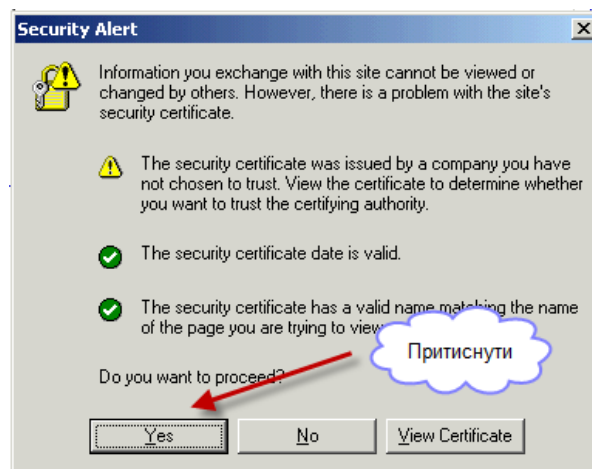 Security Alert
Information you exchange with this site cannot be viewed or
changed by others. However, there is a problem with the site's
security certificate.
The security certificate was issued by a company you have
not chosen to trust. View the certificate to determine whether
you want to trust the certifying authority.
The security certificate date is valid.
The security certificate has a valid name matching the name
of the page you are trying to view
Притиснути
Do you want to proceed?
Yes No View Certificate